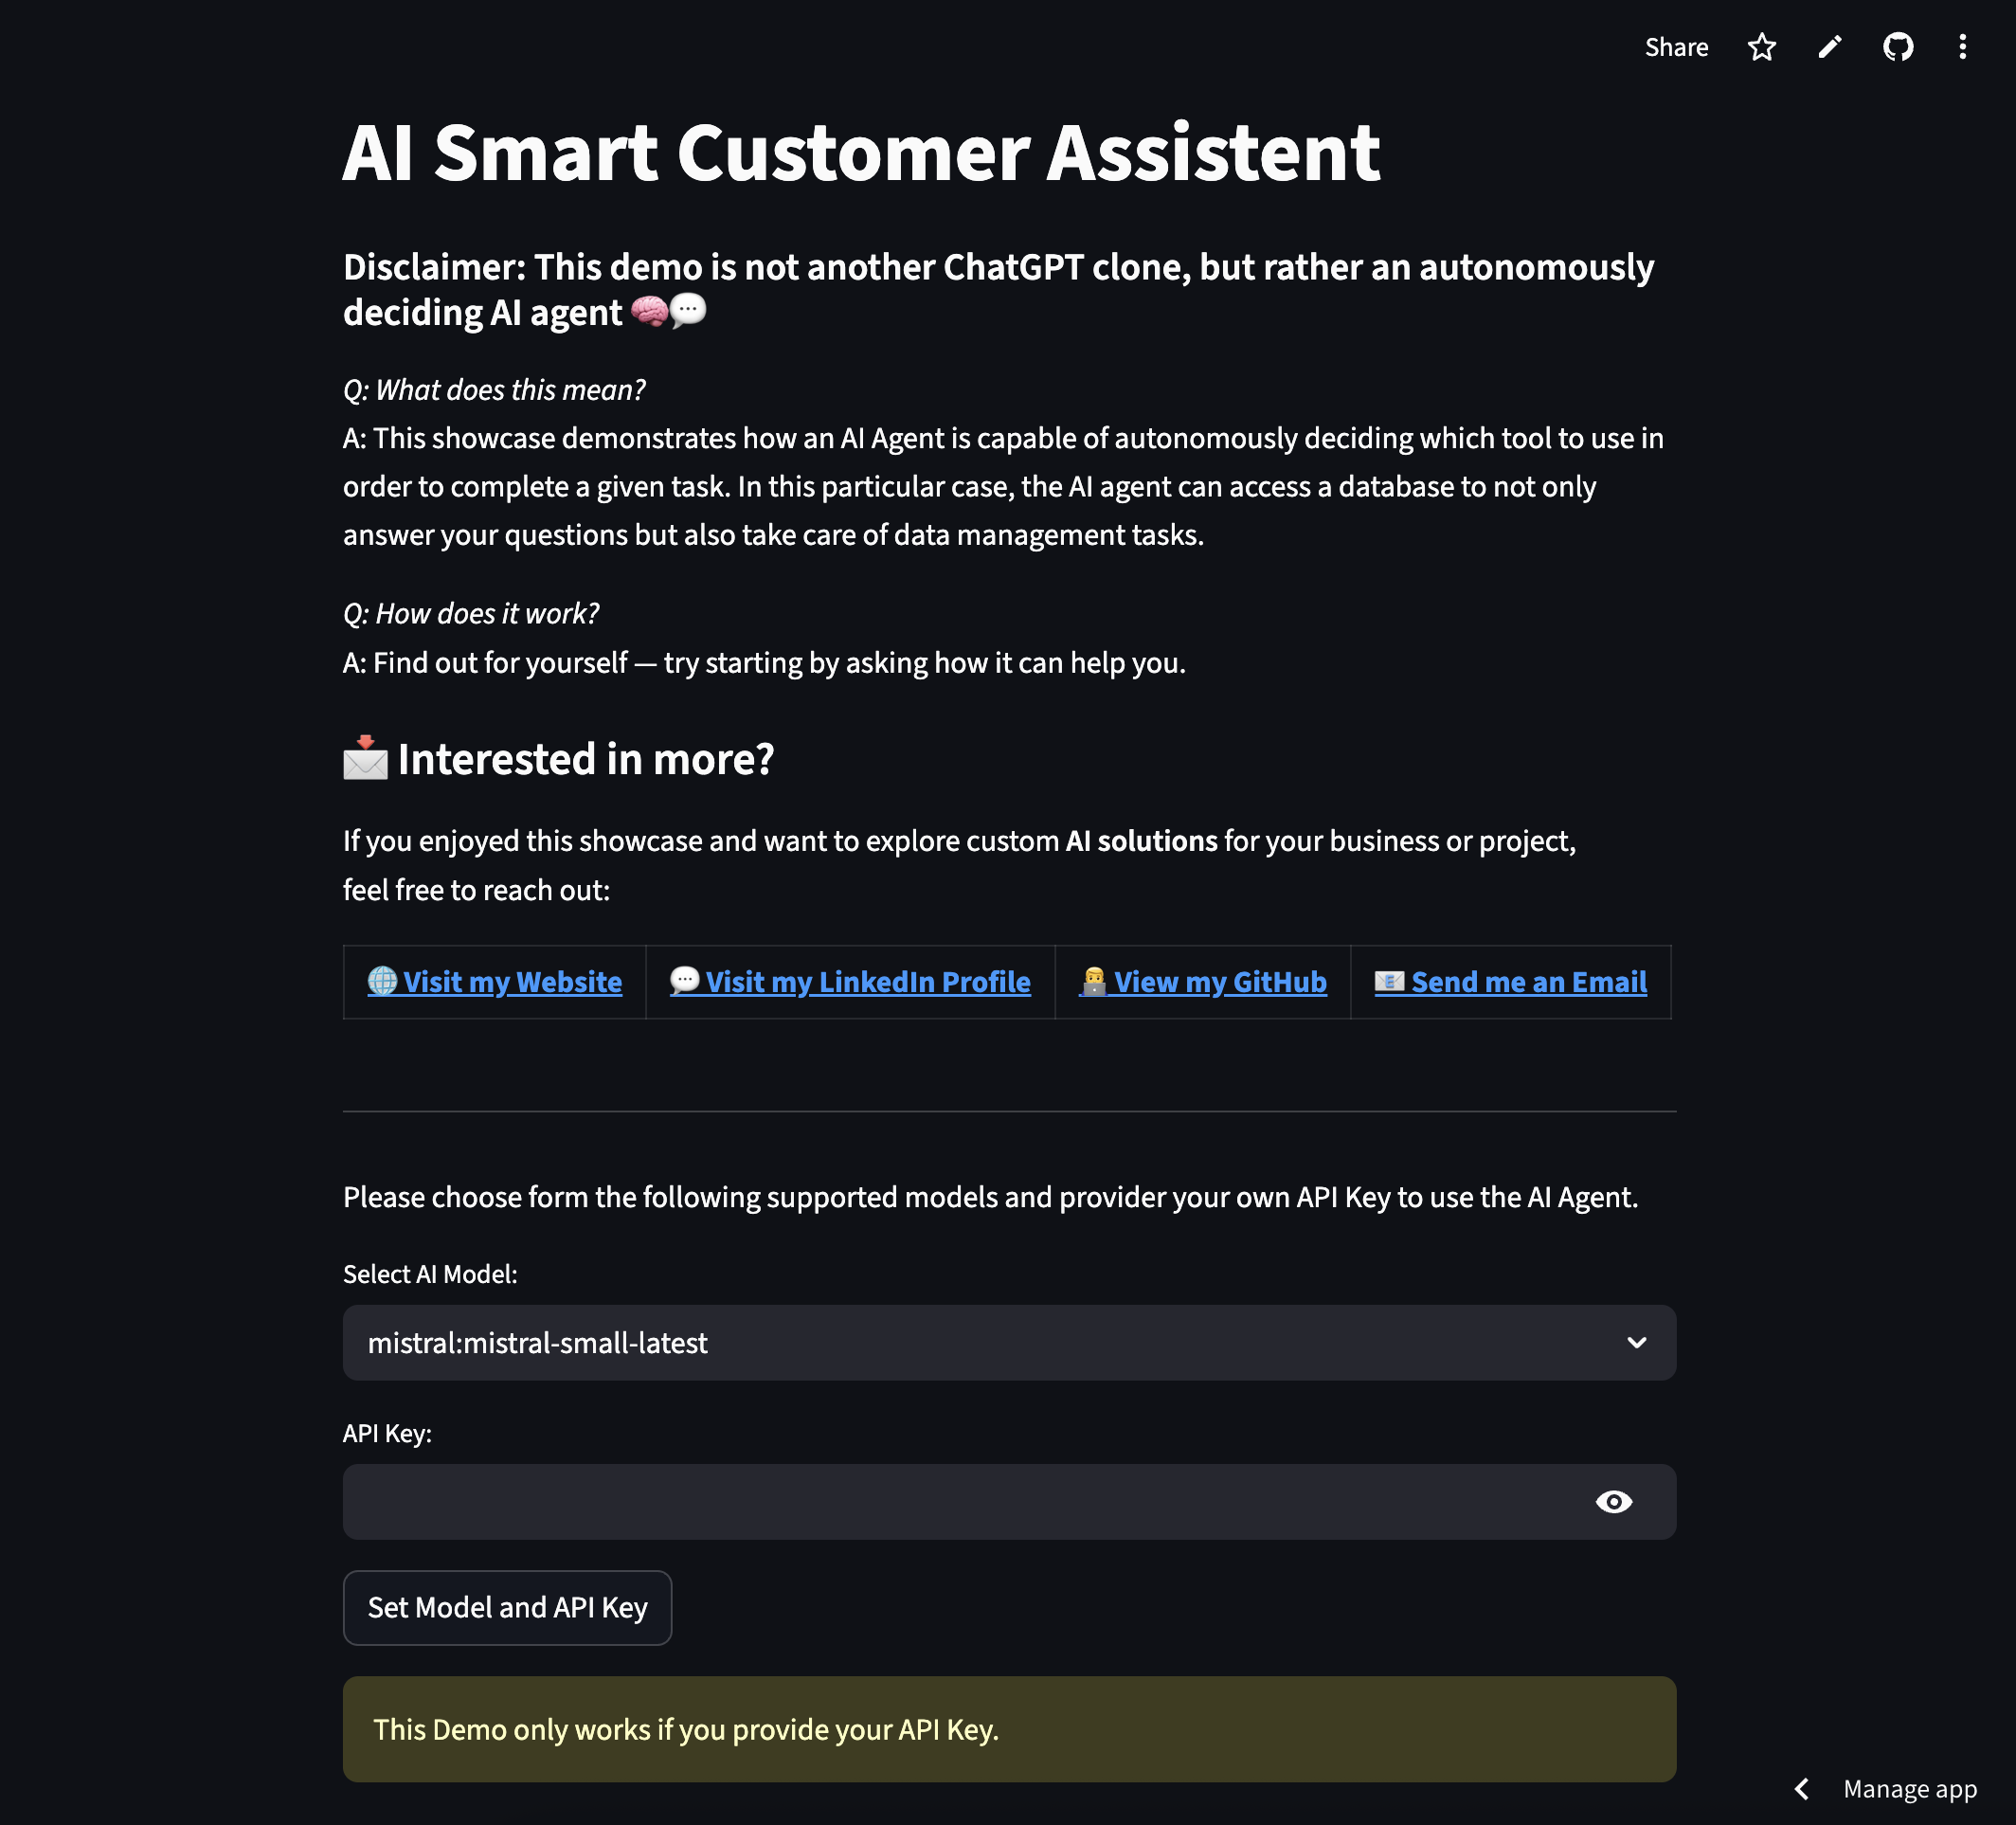 Share
AI Smart Customer Assistent
Disclaimer: This demo is not another ChatGPT clone, but rather an autonomously
deciding AI agent 🧠💬
Q: What does this mean?
A: This showcase demonstrates how an AI Agent is capable of autonomously deciding which tool to use in
order to complete a given task. In this particular case, the AI agent can access a database to not only
answer your questions but also take care of data management tasks.
Q: How does it work?
A: Find out for yourself — try starting by asking how it can help you.
📩 Interested in more?
If you enjoyed this showcase and want to explore custom AI solutions for your business or project,
feel free to reach out:
🌐 Visit my Website 💬 Visit my LinkedIn Profile 👨‍💻 View my GitHub 📧 Send me an Email
Please choose form the following supported models and provider your own API Key to use the AI Agent.
Select AI Model:
mistral:mistral-small-latest
API Key:
Set Model and API Key
This Demo only works if you provide your API Key.
Manage app